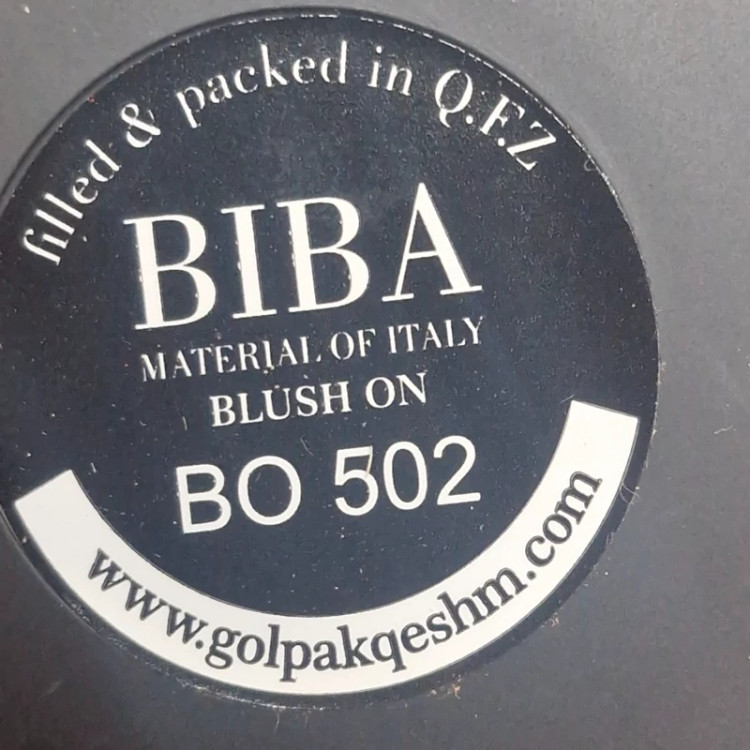 filled & packed in Q.F.Z
BIBA
MATERIAL OF ITALY
BLUSH ON
BO 502
www.golpakqeshm.com